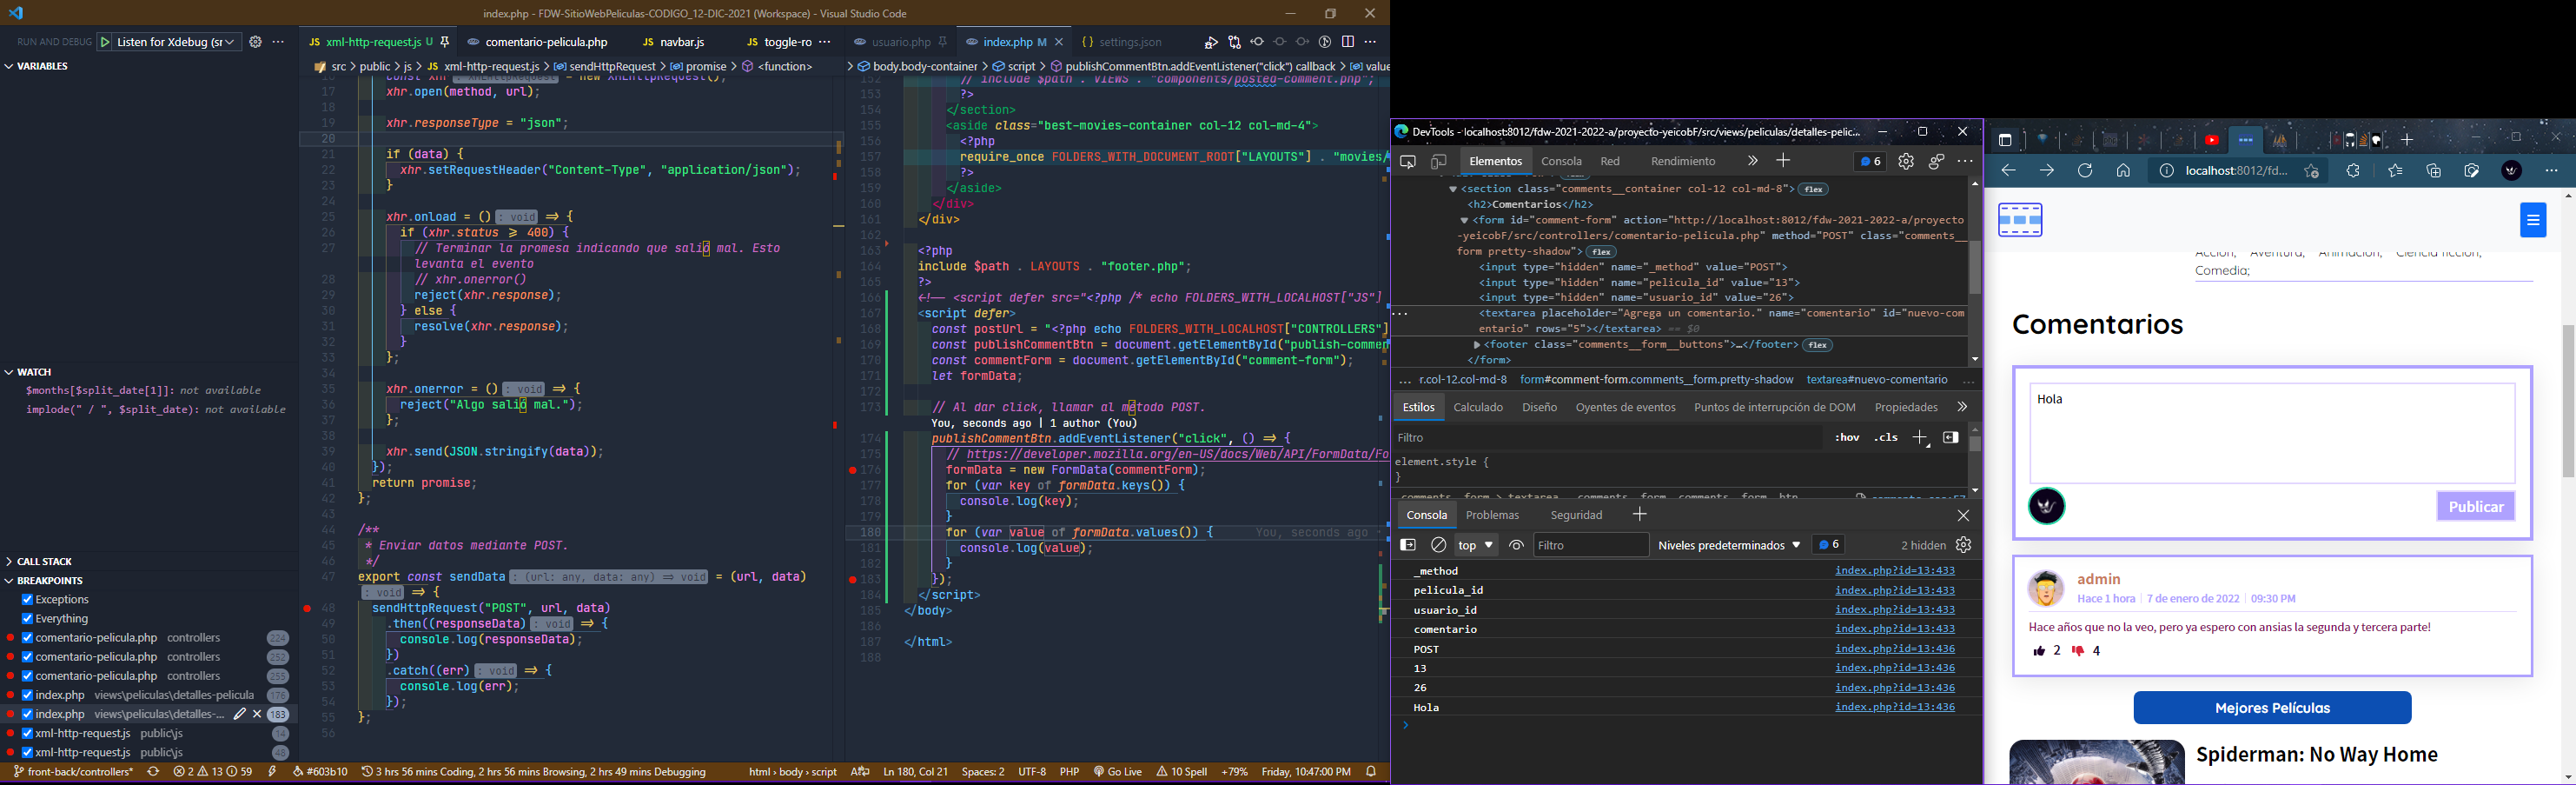 index.php - FDW-SitioWebPeliculas-CODIGO_12-DIC-2021 (Workspace) - Visual Studio Code
RUN AND DEBUG
Listen for Xdebug (sr
VARIABLES
WATCH
$months[$split_date[1]]: not available
implode(" / ", $split_date): not available
CALL STACK
BREAKPOINTS
Exceptions
Everything
comentario-pelicula.php controllers 224
comentario-pelicula.php controllers 252
comentario-pelicula.php controllers 255
index.php views\peliculas\detalles-pelicula 176
index.php views\peliculas\detalles-... 183
xml-http-request.js public\js 14
xml-http-request.js public\js 48
JS xml-http-request.js U
comentario-pelicula.php
JS navbar.js
JS toggle-ro
src > public > js > JS xml-http-request.js > sendHttpRequest > promise > <function>
16 const xhr : XMLHttpRequest = new XMLHttpRequest();
17 xhr.open(method, url);
18
19 xhr.responseType = "json";
20
21 if (data) {
22 xhr.setRequestHeader("Content-Type", "application/json");
23 }
24
25 xhr.onload = () : void ⇒ {
26 if (xhr.status ⩾ 400) {
27 // Terminar la promesa indicando que salió mal. Esto
levanta el evento
28 // xhr.onerror()
29 reject(xhr.response);
30 } else {
31 resolve(xhr.response);
32 }
33 };
34
35 xhr.onerror = () : void ⇒ {
36 reject("Algo salió mal.");
37 };
38
39 xhr.send(JSON.stringify(data));
40 });
41 return promise;
42 };
43
44 /**
45 * Enviar datos mediante POST.
46 */
47 export const sendData : (url: any, data: any) ⇒ void = (url, data)
: void ⇒ {
48 sendHttpRequest("POST", url, data)
49 .then((responseData) : void ⇒ {
50 console.log(responseData);
51 })
52 .catch((err) : void ⇒ {
53 console.log(err);
54 });
55 };
56
usuario.php
index.php M
{ } settings.json
body.body-container > script > publishCommentBtn.addEventListener("click") callback > value
152 // include $path . VIEWS . "components/posted-comment.php";
153 ?>
154 </section>
155 <aside class="best-movies-container col-12 col-md-4">
156 <?php
157 require_once FOLDERS_WITH_DOCUMENT_ROOT["LAYOUTS"] . "movies/
158 ?>
159 </aside>
160 </div>
161 </div>
162
163 <?php
164 include $path . LAYOUTS . "footer.php";
165 ?>
166 <!-- <script defer src="<?php /* echo FOLDERS_WITH_LOCALHOST["JS"]
167 <script defer>
168 const postUrl = "<?php echo FOLDERS_WITH_LOCALHOST["CONTROLLERS"]
169 const publishCommentBtn = document.getElementById("publish-commen
170 const commentForm = document.getElementById("comment-form");
171 let formData;
172
173 // Al dar click, llamar al método POST.
You, seconds ago | 1 author (You)
174 publishCommentBtn.addEventListener("click", () ⇒ {
175 // https://developer.mozilla.org/en-US/docs/Web/API/FormData/Fo
176 formData = new FormData(commentForm);
177 for (var key of formData.keys()) {
178 console.log(key);
179 }
180 for (var value of formData.values()) { You, seconds ago
181 console.log(value);
182 }
183 });
184 </script>
185 </body>
186
187 </html>
188
front-back/controllers* 2 13 59 #603b10 3 hrs 56 mins Coding, 2 hrs 56 mins Browsing, 2 hrs 49 mins Debugging
html › body › script Ln 180, Col 21 Spaces: 2 UTF-8 PHP Go Live 10 Spell +79% Friday, 10:47:00 PM
DevTools - localhost:8012/fdw-2021-2022-a/proyecto-yeicobF/src/views/peliculas/detalles-pelic...
Elementos Consola Red Rendimiento 6
<section class="comments__container col-12 col-md-8"> flex
<h2>Comentarios</h2>
<form id="comment-form" action="http://localhost:8012/fdw-2021-2022-a/proyecto
-yeicobF/src/controllers/comentario-pelicula.php" method="POST" class="comments__
form pretty-shadow"> flex
<input type="hidden" name="_method" value="POST">
<input type="hidden" name="pelicula_id" value="13">
<input type="hidden" name="usuario_id" value="26">
<textarea placeholder="Agrega un comentario." name="comentario" id="nuevo-com
entario" rows="5"></textarea> == $0
<footer class="comments__form__buttons">…</footer> flex
</form>
... r.col-12.col-md-8 form#comment-form.comments__form.pretty-shadow textarea#nuevo-comentario ...
Estilos Calculado Diseño Oyentes de eventos Puntos de interrupción de DOM Propiedades
Filtro :hov .cls
element.style {
}
Consola Problemas Seguridad
top Filtro Niveles predeterminados 6 2 hidden
_method index.php?id=13:433
pelicula_id index.php?id=13:433
usuario_id index.php?id=13:433
comentario index.php?id=13:433
POST index.php?id=13:436
13 index.php?id=13:436
26 index.php?id=13:436
Hola index.php?id=13:436
localhost:8012/fd...
Acción; Aventura; Animación; Ciencia ficción;
Comedia;
Comentarios
Hola
Publicar
admin
Hace 1 hora | 7 de enero de 2022 | 09:30 PM
Hace años que no la veo, pero ya espero con ansias la segunda y tercera parte!
2 4
Mejores Películas
Spiderman: No Way Home